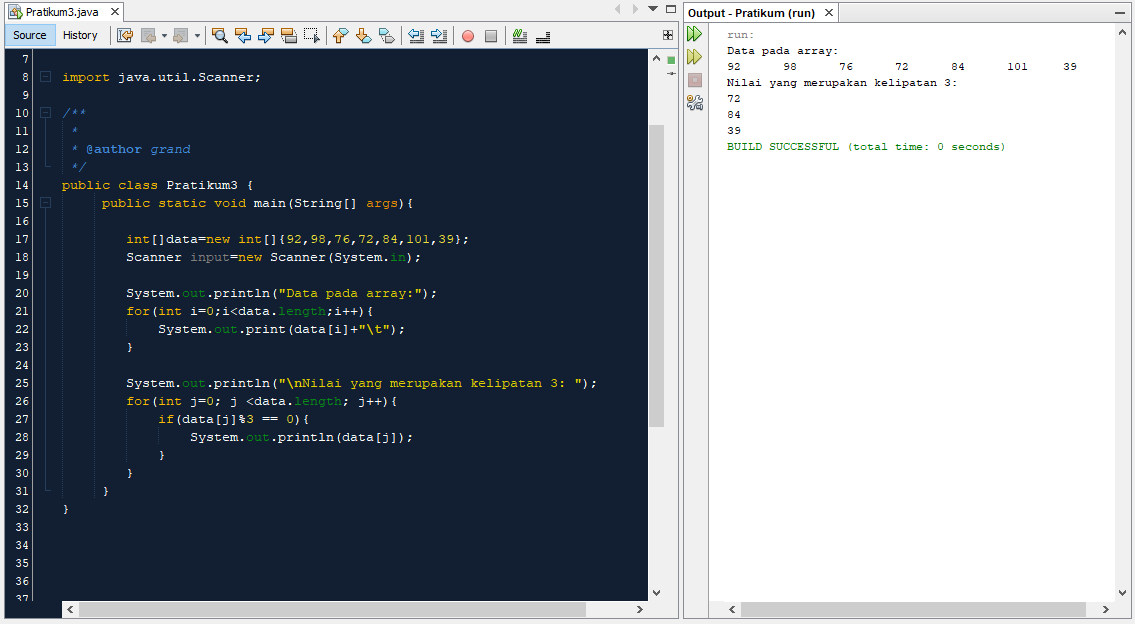 Pratikum3.java
Source History
7
8 import java.util.Scanner;
9
10 /**
11 *
12 * @author grand
13 */
14 public class Pratikum3 {
15 public static void main(String[] args){
16
17 int[]data=new int[]{92,98,76,72,84,101,39};
18 Scanner input=new Scanner(System.in);
19
20 System.out.println("Data pada array:");
21 for(int i=0;i<data.length;i++){
22 System.out.print(data[i]+"\t");
23 }
24
25 System.out.println("\nNilai yang merupakan kelipatan 3: ");
26 for(int j=0; j <data.length; j++){
27 if(data[j]%3 == 0){
28 System.out.println(data[j]);
29 }
30 }
31 }
32 }
33
34
35
36
37
Output - Pratikum (run)
run:
Data pada array:
92 98 76 72 84 101 39
Nilai yang merupakan kelipatan 3:
72
84
39
BUILD SUCCESSFUL (total time: 0 seconds)